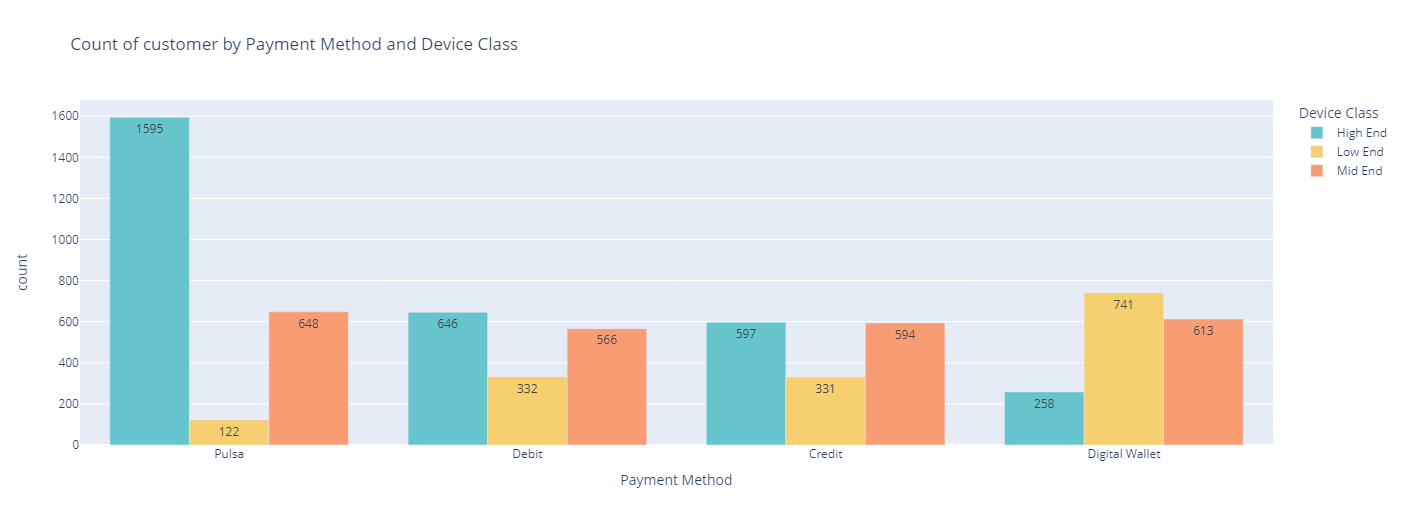 Count of customer by Payment Method and Device Class
Device Class
High End
Low End
Mid End
count
1600
1400
1200
1000
800
600
400
200
0
1595
122
648
646
332
566
597
331
594
258
741
613
Pulsa
Debit
Credit
Digital Wallet
Payment Method